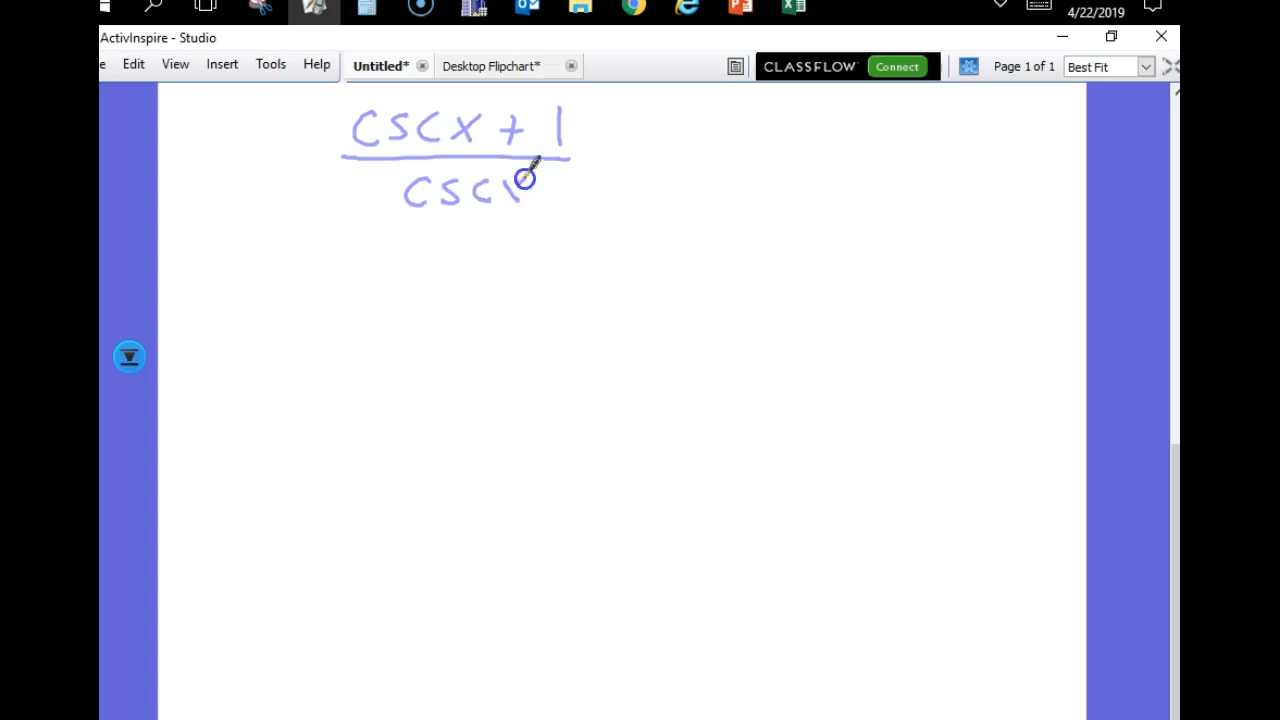 4/22/2019
ActivInspire - Studio
e Edit View Insert Tools Help Untitled* Desktop Flipchart* CLASSFLOW Connect Page 1 of 1 Best Fit
CSCX + 1
CSC